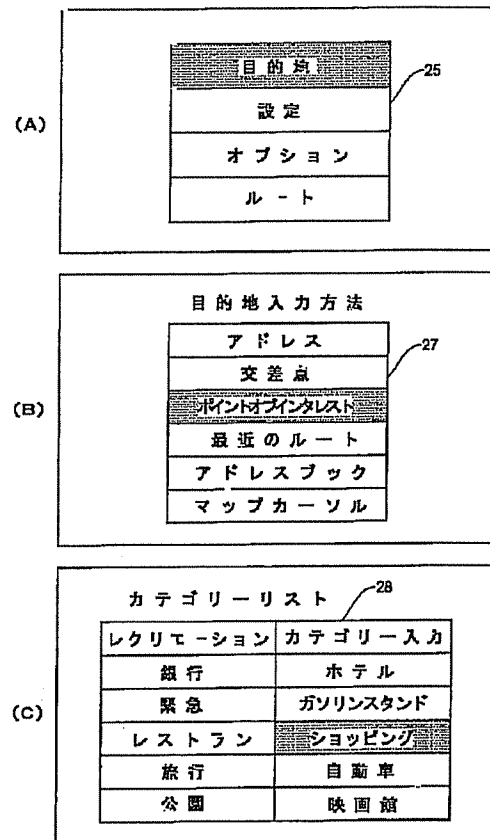 (A)
目的地
25
設定
オプション
ルート
(B)
目的地入力方法
27
アドレス
交差点
ポイントオブインタレスト
最近のルート
アドレスブック
マップカーソル
(C)
カテゴリーリスト
28
レクリエーション カテゴリー入力
銀行 ホテル
緊急 ガソリンスタンド
レストラン ショッピング
旅行 自動車
公園 映画館